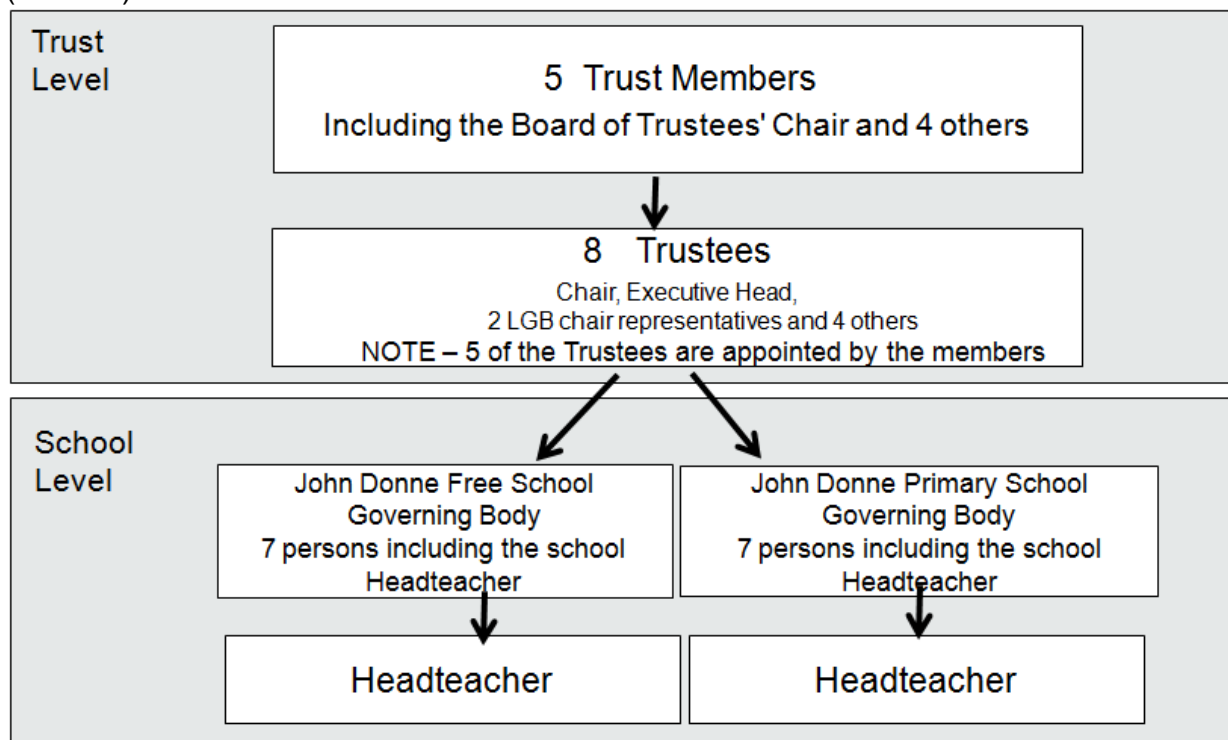 Trust
Level
5 Trust Members
Including the Board of Trustees' Chair and 4 others
8 Trustees
Chair, Executive Head,
2 LGB chair representatives and 4 others
NOTE – 5 of the Trustees are appointed by the members
School
Level
John Donne Free School
Governing Body
7 persons including the school
Headteacher
John Donne Primary School
Governing Body
7 persons including the school
Headteacher
Headteacher
Headteacher